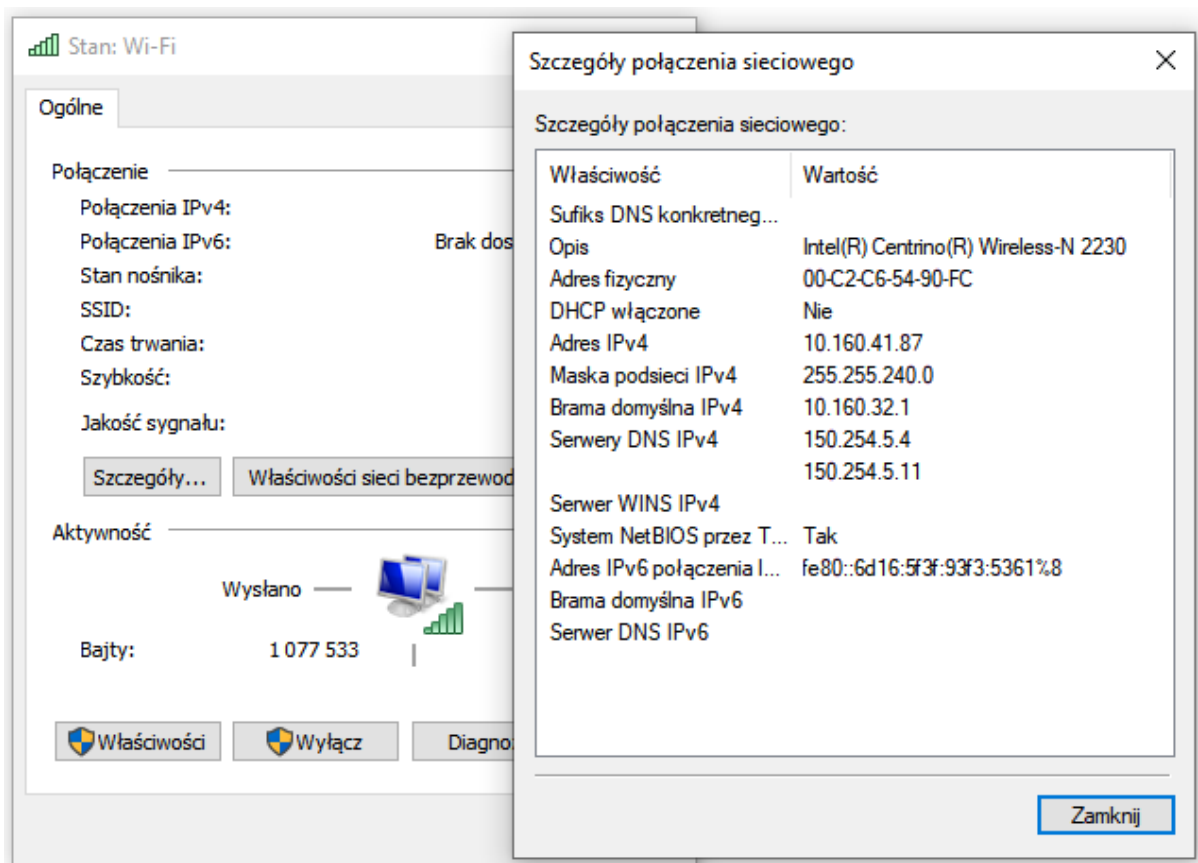 Stan: Wi-Fi
Ogólne
Połączenie
Połączenia IPv4:
Połączenia IPv6: Brak dos
Stan nośnika:
SSID:
Czas trwania:
Szybkość:
Jakość sygnału:
Szczegóły... Właściwości sieci bezprzewod
Aktywność
Wysłano
Bajty: 1 077 533
Właściwości Wyłącz Diagno
Szczegóły połączenia sieciowego
Szczegóły połączenia sieciowego:
Właściwość Wartość
Sufiks DNS konkretneg...
Opis Intel(R) Centrino(R) Wireless-N 2230
Adres fizyczny 00-C2-C6-54-90-FC
DHCP włączone Nie
Adres IPv4 10.160.41.87
Maska podsieci IPv4 255.255.240.0
Brama domyślna IPv4 10.160.32.1
Serwery DNS IPv4 150.254.5.4
150.254.5.11
Serwer WINS IPv4
System NetBIOS przez T... Tak
Adres IPv6 połączenia l... fe80::6d16:5f3f:93f3:5361%8
Brama domyślna IPv6
Serwer DNS IPv6
Zamknij